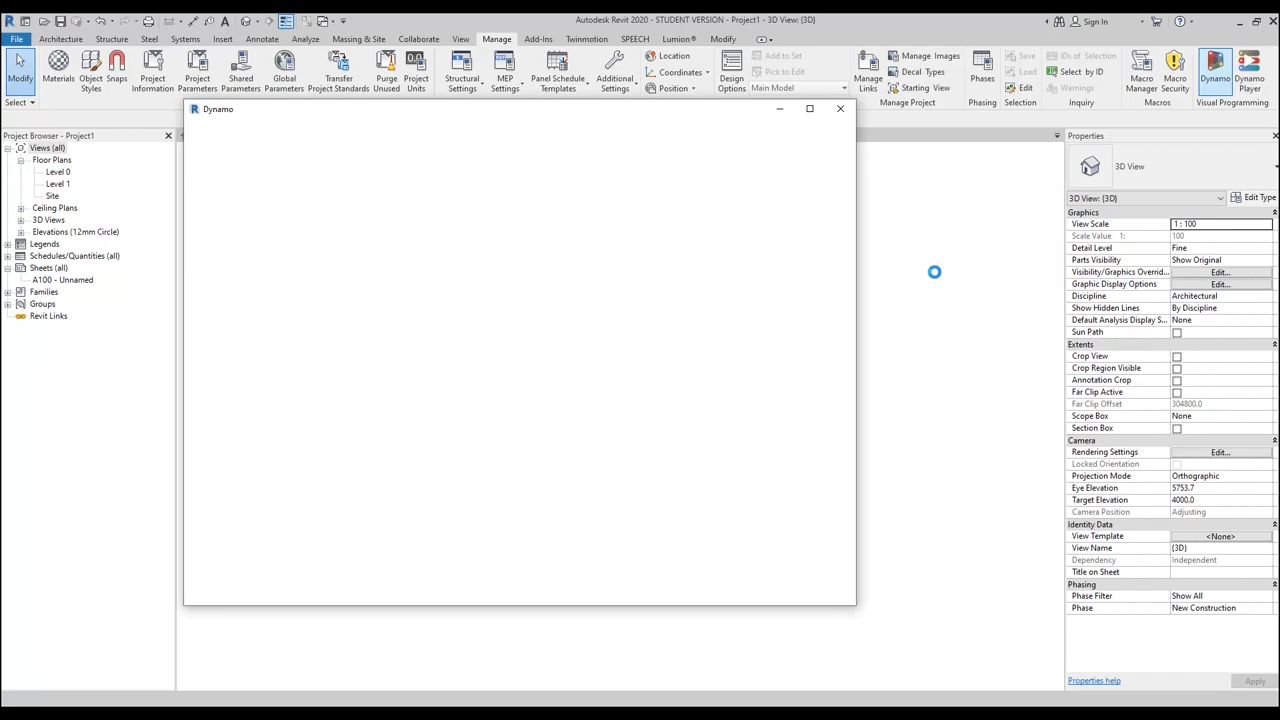 Autodesk Revit 2020 - STUDENT VERSION - Project1 - 3D View: {3D}
Sign In
File Architecture Structure Steel Systems Insert Annotate Analyze Massing & Site Collaborate View Manage Add-Ins Twinmotion SPEECH Lumion® Modify
Modify
Materials
Object
Styles
Snaps
Project
Information
Project
Parameters
Shared
Parameters
Global
Parameters
Transfer
Project Standards
Purge
Unused
Project
Units
Structural
Settings
MEP
Settings
Panel Schedule
Templates
Additional
Settings
Location
Coordinates
Position
Design
Options
Add to Set
Pick to Edit
Main Model
Manage
Links
Manage Images
Decal Types
Starting View
Phases
Save
Load
Edit
IDs of Selection
Select by ID
Warnings
Macro
Manager
Macro
Security
Dynamo
Dynamo
Player
Select
Manage Project
Phasing
Selection
Inquiry
Macros
Visual Programming
Dynamo
Project Browser - Project1
Views (all)
Floor Plans
Level 0
Level 1
Site
Ceiling Plans
3D Views
Elevations (12mm Circle)
Legends
Schedules/Quantities (all)
Sheets (all)
A100 - Unnamed
Families
Groups
Revit Links
Properties
3D View
3D View: {3D}
Edit Type
Graphics
View Scale 1 : 100
Scale Value 1: 100
Detail Level Fine
Parts Visibility Show Original
Visibility/Graphics Overrid... Edit...
Graphic Display Options Edit...
Discipline Architectural
Show Hidden Lines By Discipline
Default Analysis Display S... None
Sun Path
Extents
Crop View
Crop Region Visible
Annotation Crop
Far Clip Active
Far Clip Offset 304800.0
Scope Box None
Section Box
Camera
Rendering Settings Edit...
Locked Orientation
Projection Mode Orthographic
Eye Elevation 5753.7
Target Elevation 4000.0
Camera Position Adjusting
Identity Data
View Template <None>
View Name {3D}
Dependency Independent
Title on Sheet
Phasing
Phase Filter Show All
Phase New Construction
Properties help
Apply